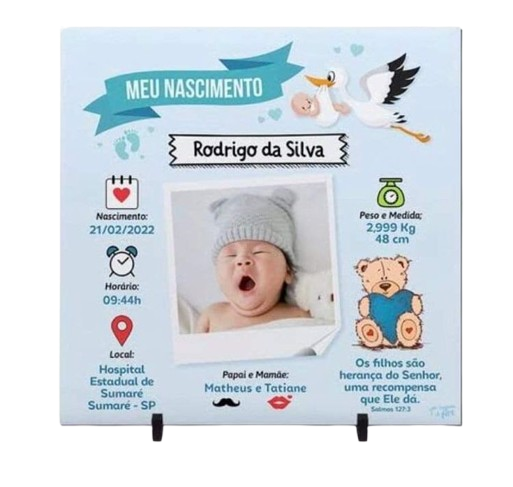 MEU NASCIMENTO
Rodrigo da Silva
Nascimento:
21/02/2022
Horário:
09:44h
Local:
Hospital
Estadual de
Sumaré
Sumaré - SP
Papai e Mamãe:
Matheus e Tatiane
Peso e Medida;
2,999 Kg
48 cm
Os filhos são
herança do Senhor,
uma recompensa
que Ele dá.
Salmos 127:3